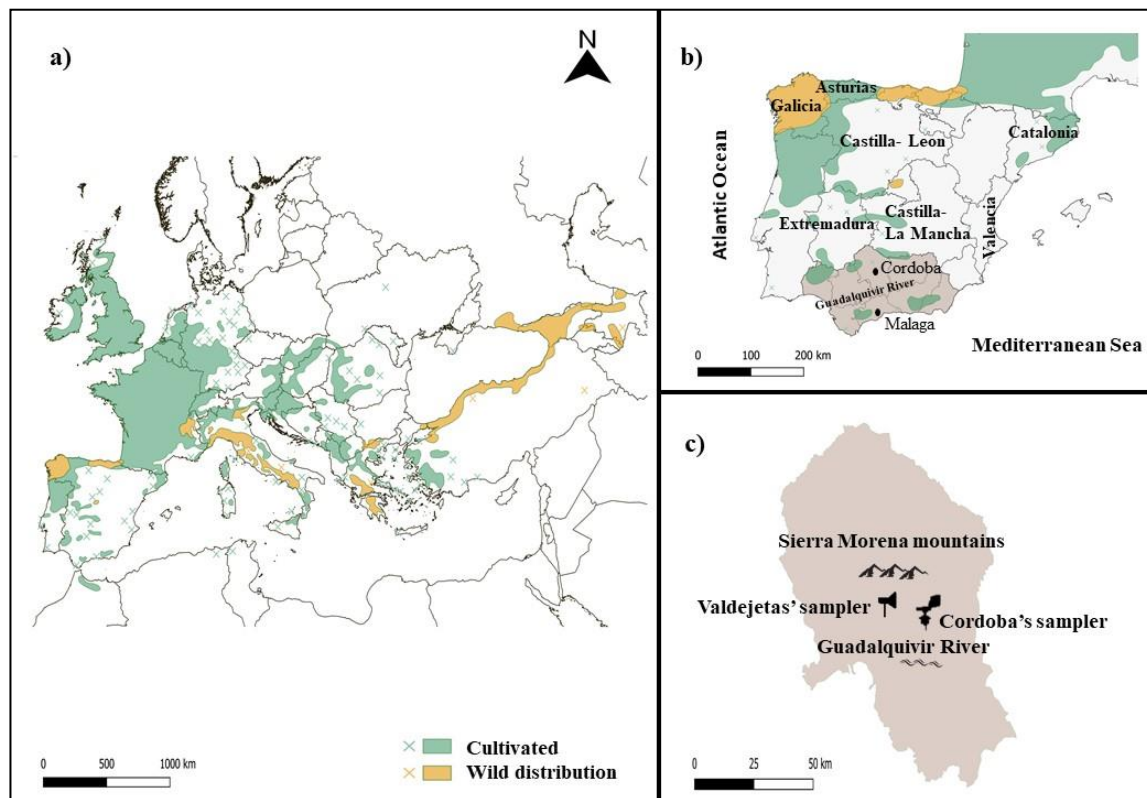 a)
N
0 500 1000 km
Cultivated
Wild distribution
b)
Asturias
Galicia
Castilla- Leon
Catalonia
Atlantic Ocean
Extremadura
Castilla-
La Mancha
Valencia
Cordoba
Guadalquivir River
Malaga
Mediterranean Sea
0 100 200 km
c)
Sierra Morena mountains
Valdejetas’ sampler
Cordoba’s sampler
Guadalquivir River
0 25 50 km